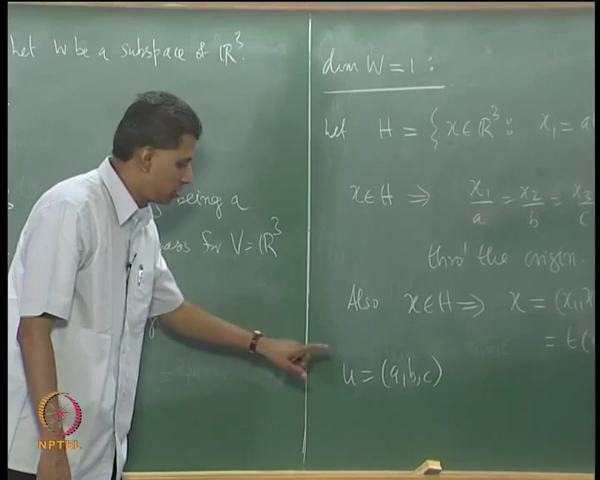 Let W be a subspace of ℝ³.
being a
basis for V = ℝ³
dim W = 1 :
Let H = { x ∈ ℝ³ : x₁ = a
x ∈ H ⇒ x₁/a = x₂/b = x₃/c
thro' the origin.
Also x ∈ H ⇒ x = (x₁,
= t(
u = (a, b, c)
NPTEL